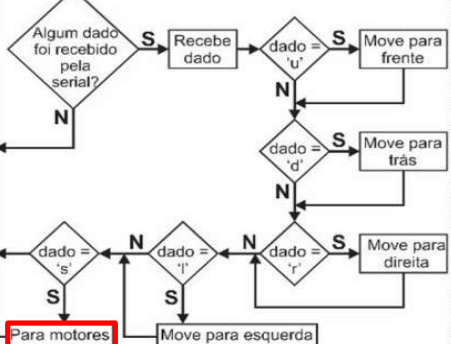 Algum dado
foi recebido
pela
serial?
S
Recebe
dado
dado =
'u'
S
Move para
frente
N
N
dado =
'd'
S
Move para
trás
N
dado =
's'
N
dado =
'l'
N
dado =
'r'
S
Move para
direita
S
S
Para motores
Move para esquerda